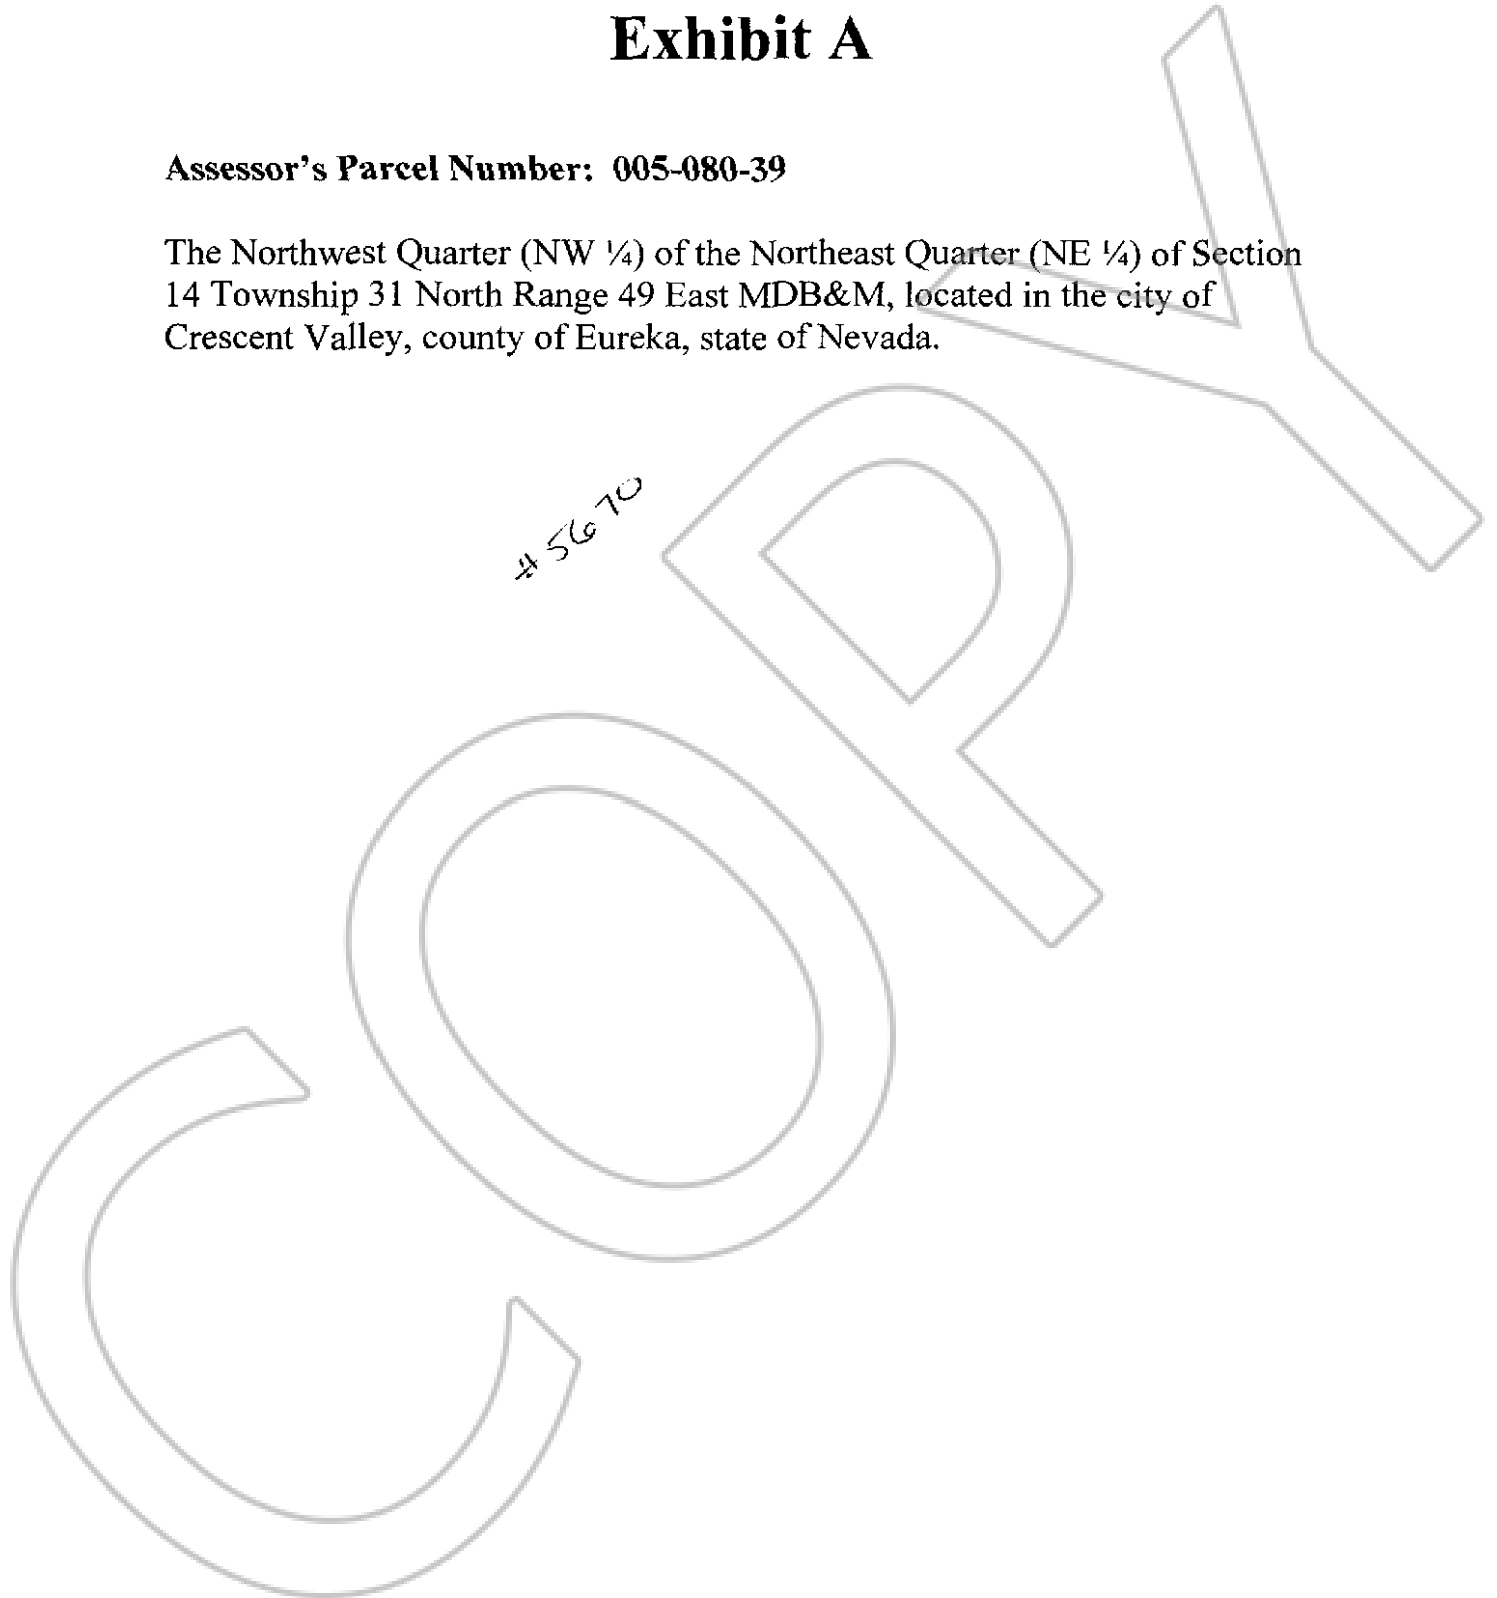 Exhibit A
Assessor's Parcel Number: 005-080-39
The Northwest Quarter (NW ¼) of the Northeast Quarter (NE ¼) of Section
14 Township 31 North Range 49 East MDB&M, located in the city of
Crescent Valley, county of Eureka, state of Nevada.
# 5670
COPY